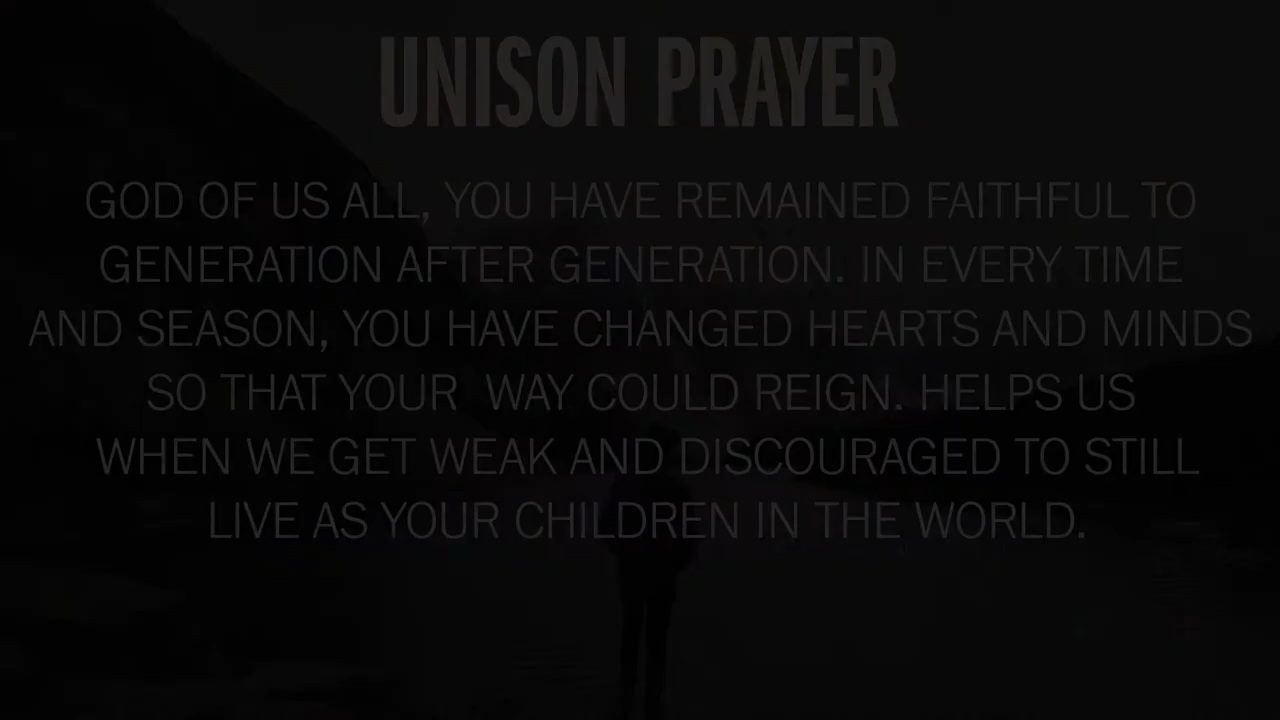 UNISON PRAYER
GOD OF US ALL, YOU HAVE REMAINED FAITHFUL TO
GENERATION AFTER GENERATION. IN EVERY TIME
AND SEASON, YOU HAVE CHANGED HEARTS AND MINDS
SO THAT YOUR  WAY COULD REIGN. HELPS US
WHEN WE GET WEAK AND DISCOURAGED TO STILL
LIVE AS YOUR CHILDREN IN THE WORLD.